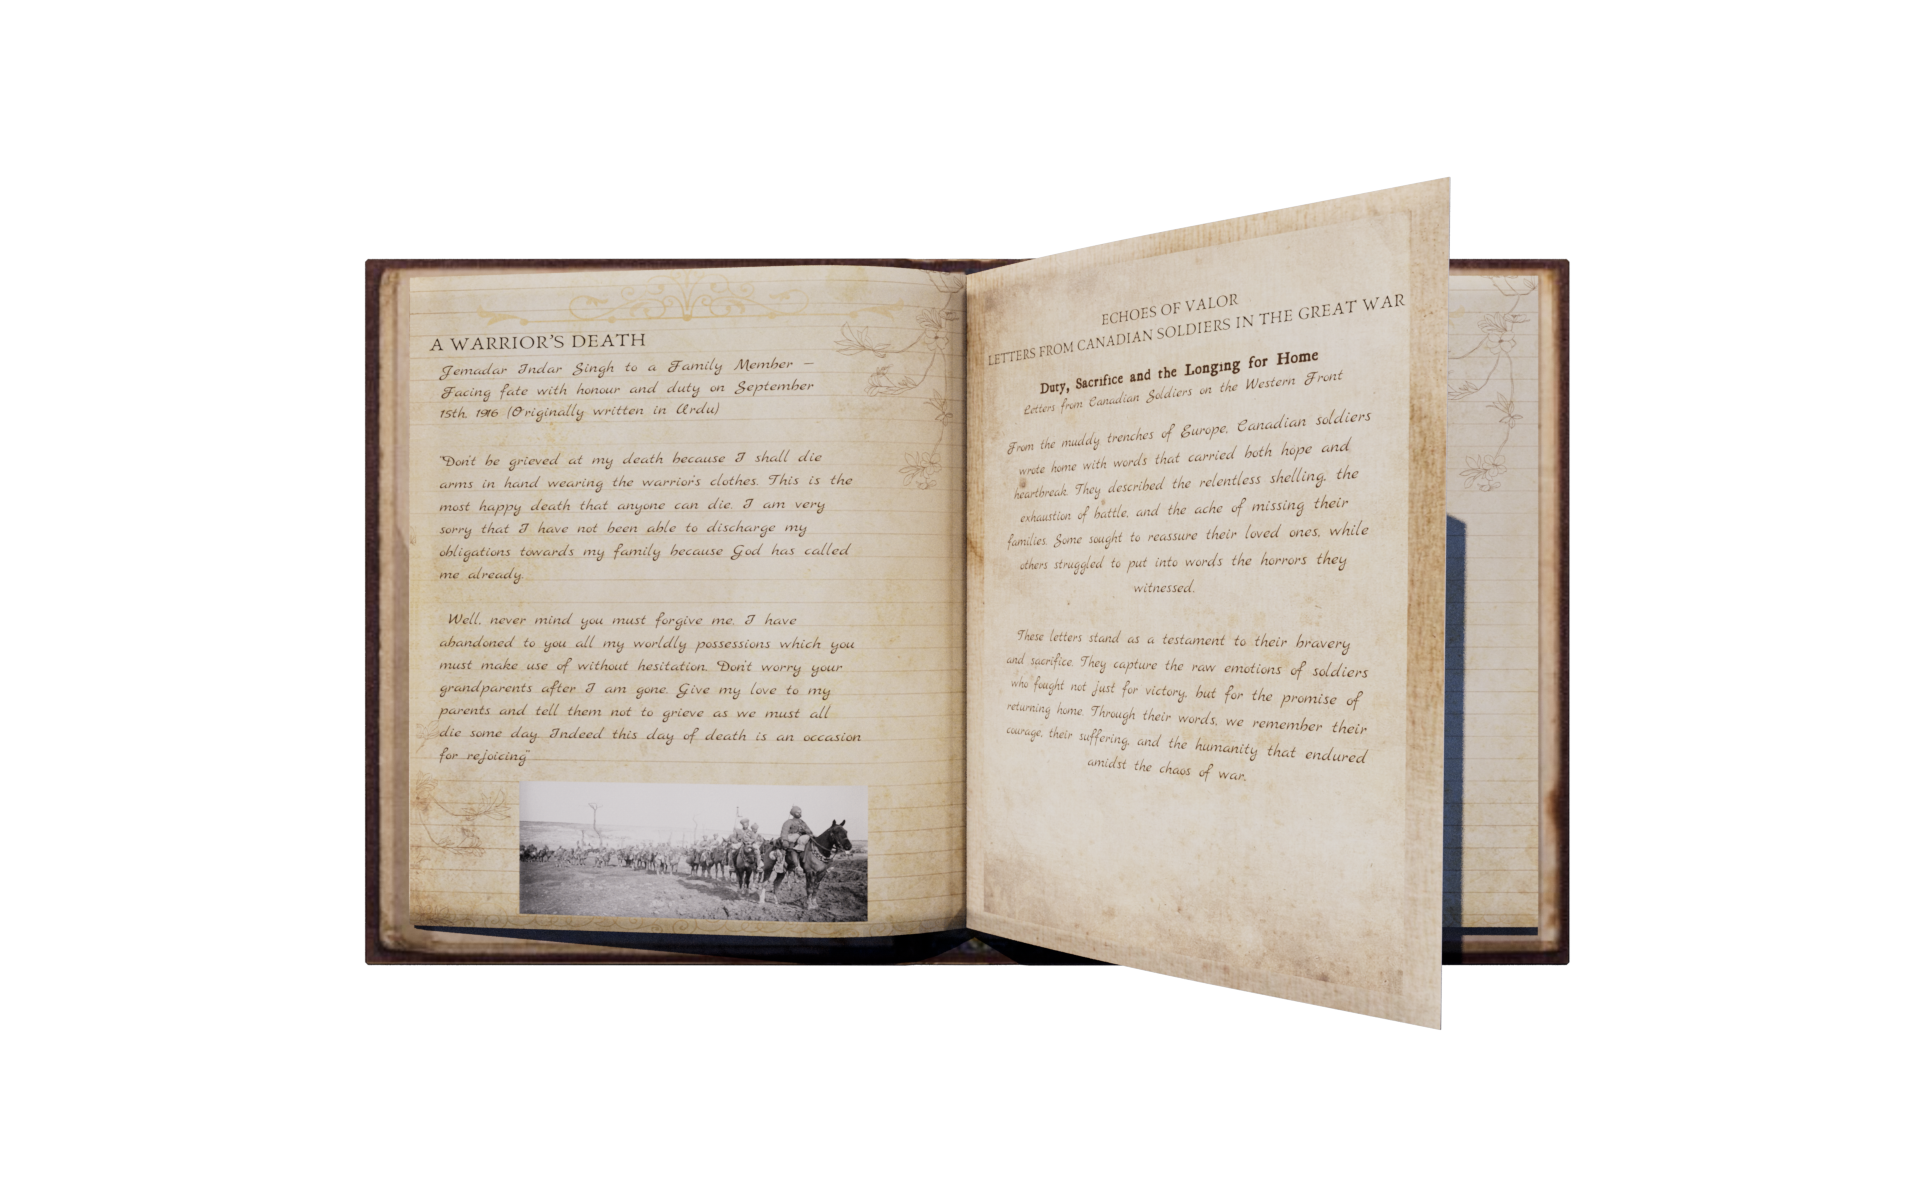 A WARRIOR'S DEATH
Jemadar Indar Singh to a Family Member –
Facing fate with honour and duty on September
15th, 1916 (Originally written in Urdu)
"Don't be grieved at my death because I shall die
arms in hand wearing the warrior's clothes. This is the
most happy death that anyone can die. I am very
sorry that I have not been able to discharge my
obligations towards my family because God has called
me already.
Well, never mind you must forgive me. I have
abandoned to you all my worldly possessions which you
must make use of without hesitation. Don't worry your
grandparents after I am gone. Give my love to my
parents and tell them not to grieve as we must all
die some day. Indeed this day of death is an occasion
for rejoicing"
ECHOES OF VALOR
LETTERS FROM CANADIAN SOLDIERS IN THE GREAT WAR
Duty, Sacrifice and the Longing for Home
Letters from Canadian Soldiers on the Western Front
From the muddy trenches of Europe, Canadian soldiers
wrote home with words that carried both hope and
heartbreak. They described the relentless shelling, the
exhaustion of battle, and the ache of missing their
families. Some sought to reassure their loved ones, while
others struggled to put into words the horrors they
witnessed.
These letters stand as a testament to their bravery
and sacrifice. They capture the raw emotions of soldiers
who fought not just for victory, but for the promise of
returning home. Through their words, we remember their
courage, their suffering, and the humanity that endured
amidst the chaos of war.